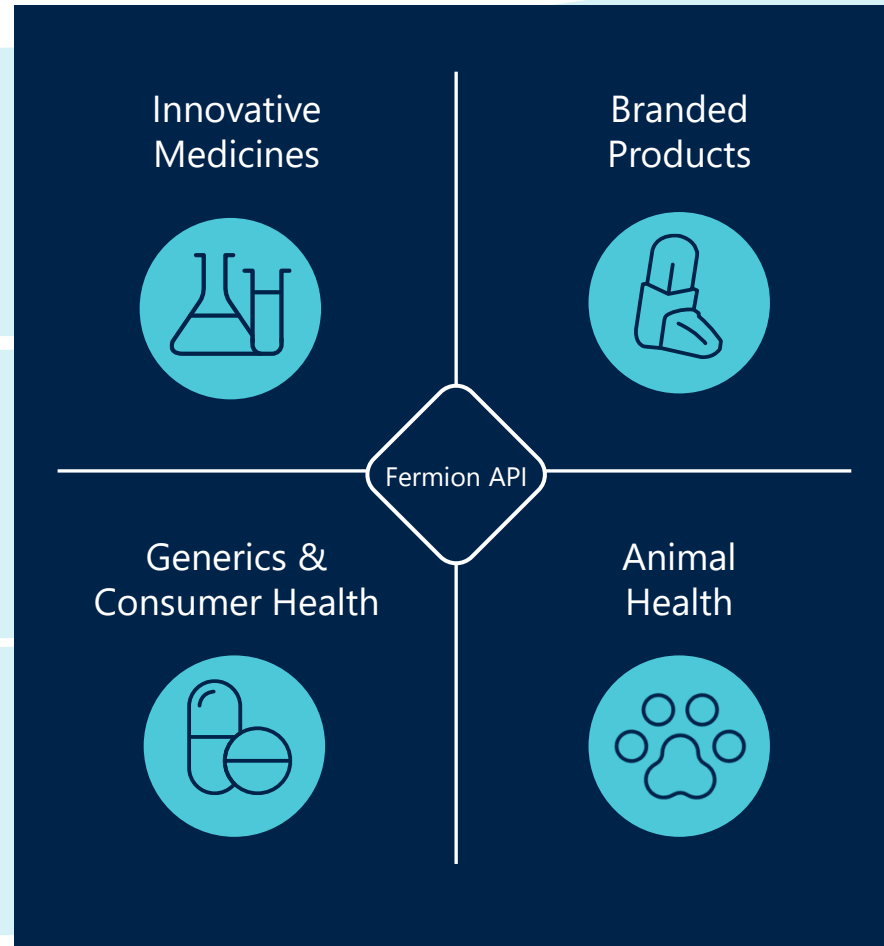 Innovative
Medicines
Branded
Products
Fermion API
Generics &
Consumer Health
Animal
Health